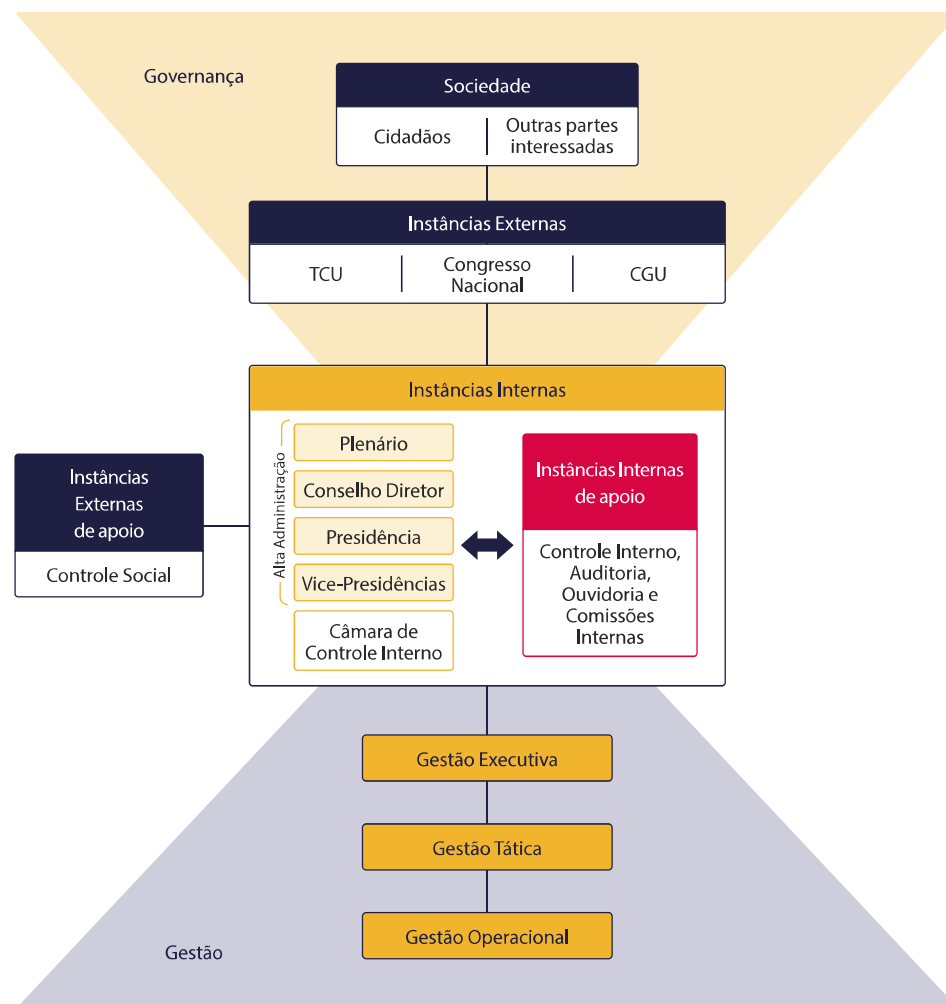 Governança
Sociedade
Cidadãos
Outras partes
interessadas
Instâncias Externas
TCU
Congresso
Nacional
CGU
Instâncias Internas
Alta Administração
Plenário
Conselho Diretor
Presidência
Vice-Presidências
Câmara de
Controle Interno
Instâncias Internas
de apoio
Controle Interno,
Auditoria,
Ouvidoria e
Comissões
Internas
Instâncias
Externas
de apoio
Controle Social
Gestão Executiva
Gestão Tática
Gestão Operacional
Gestão